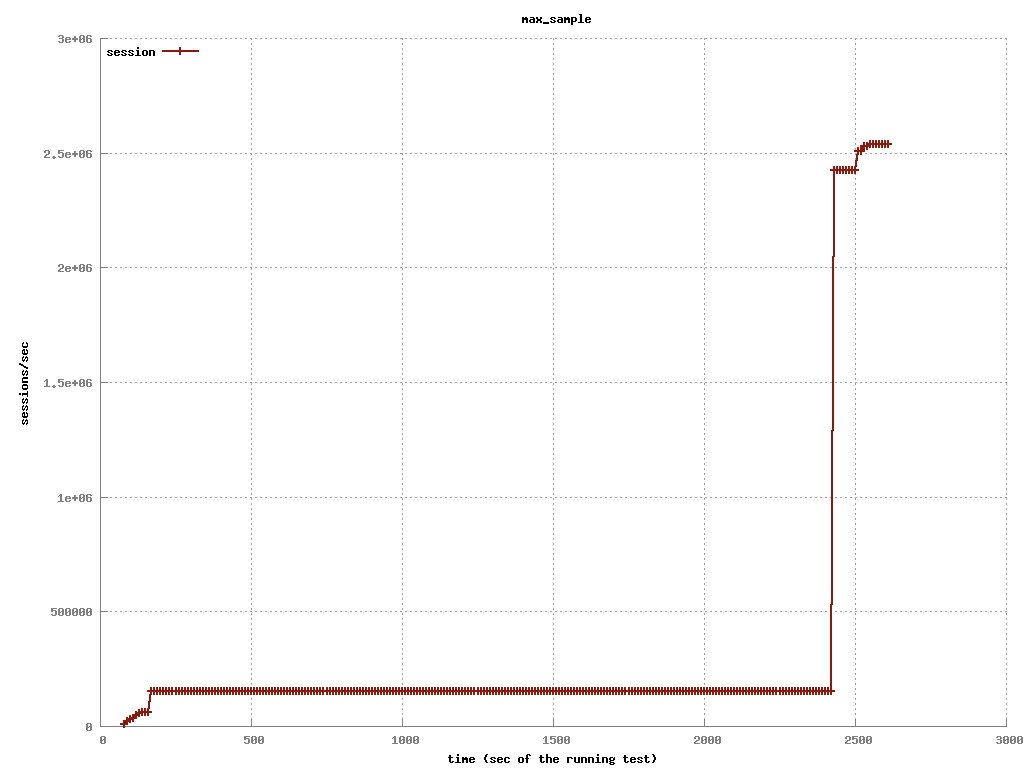 max_sample
session
3e+06
2.5e+06
2e+06
1.5e+06
1e+06
500000
0
sessions/sec
0 500 1000 1500 2000 2500 3000
time (sec of the running test)